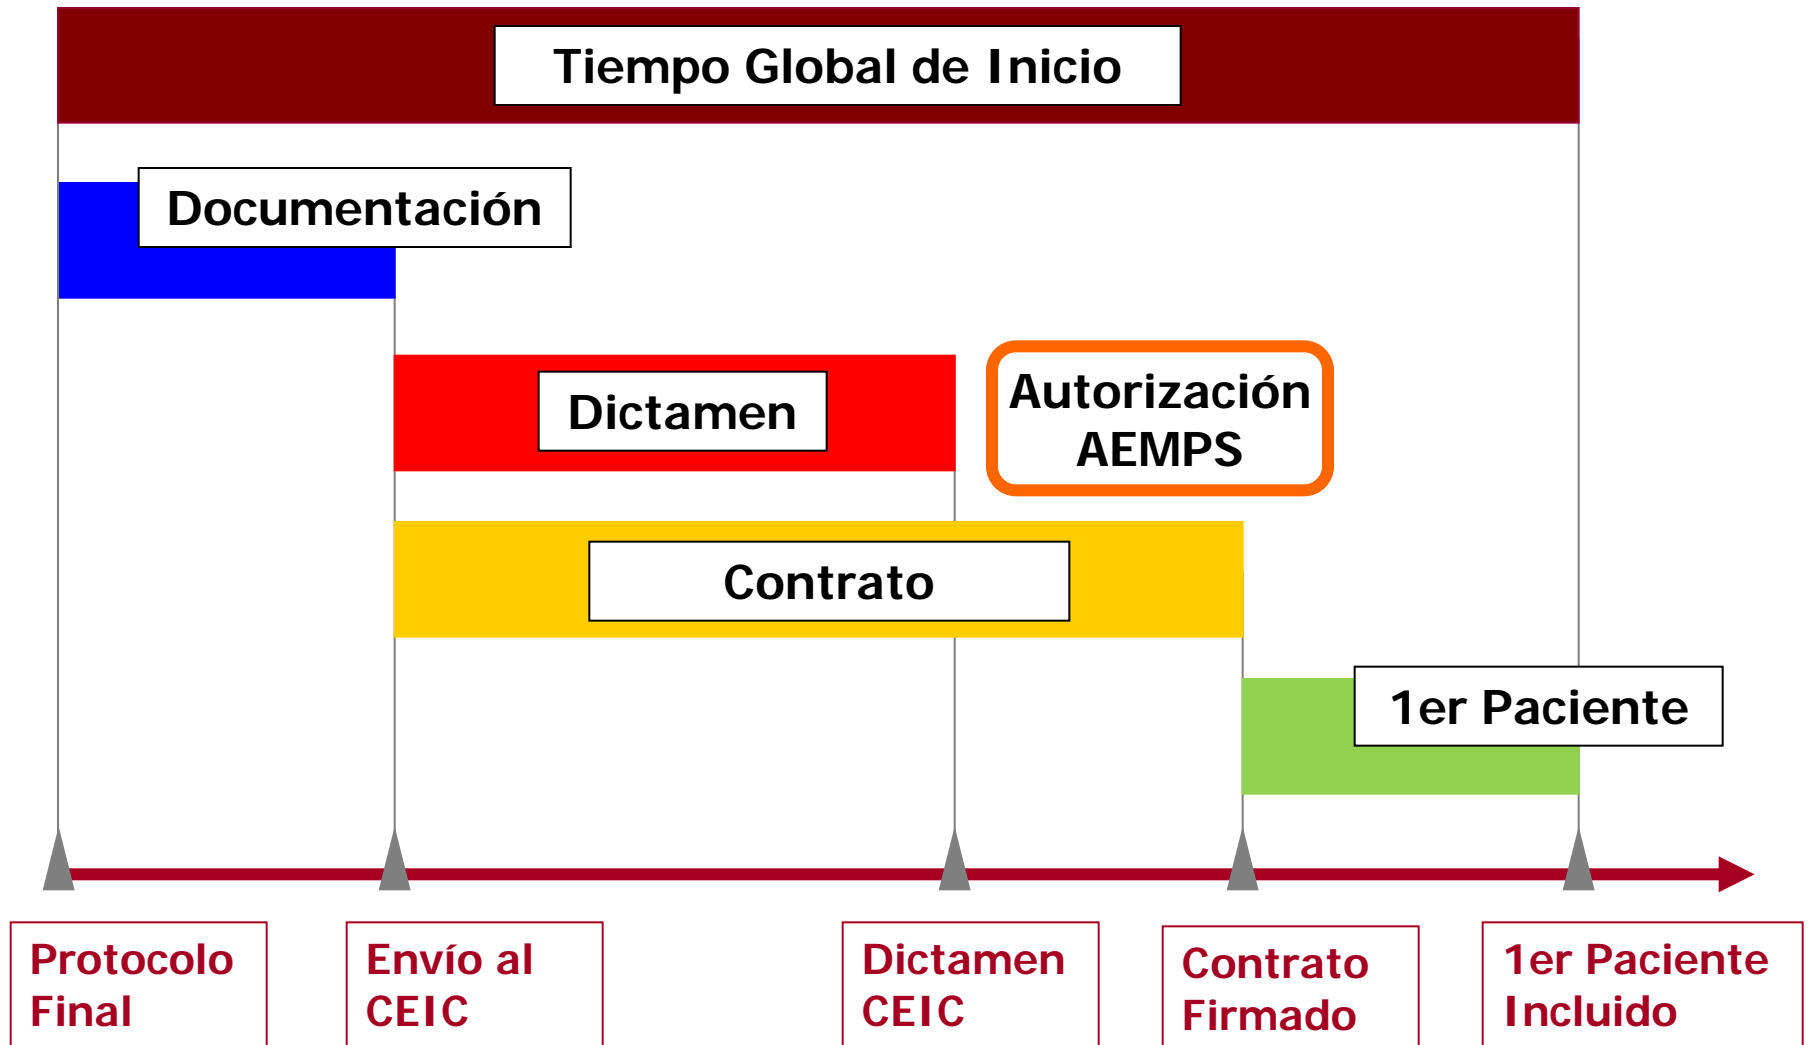 Tiempo Global de Inicio
Documentación
Dictamen
Autorización
AEMPS
Contrato
1er Paciente
Protocolo
Final
Envío al
CEIC
Dictamen
CEIC
Contrato
Firmado
1er Paciente
Incluido